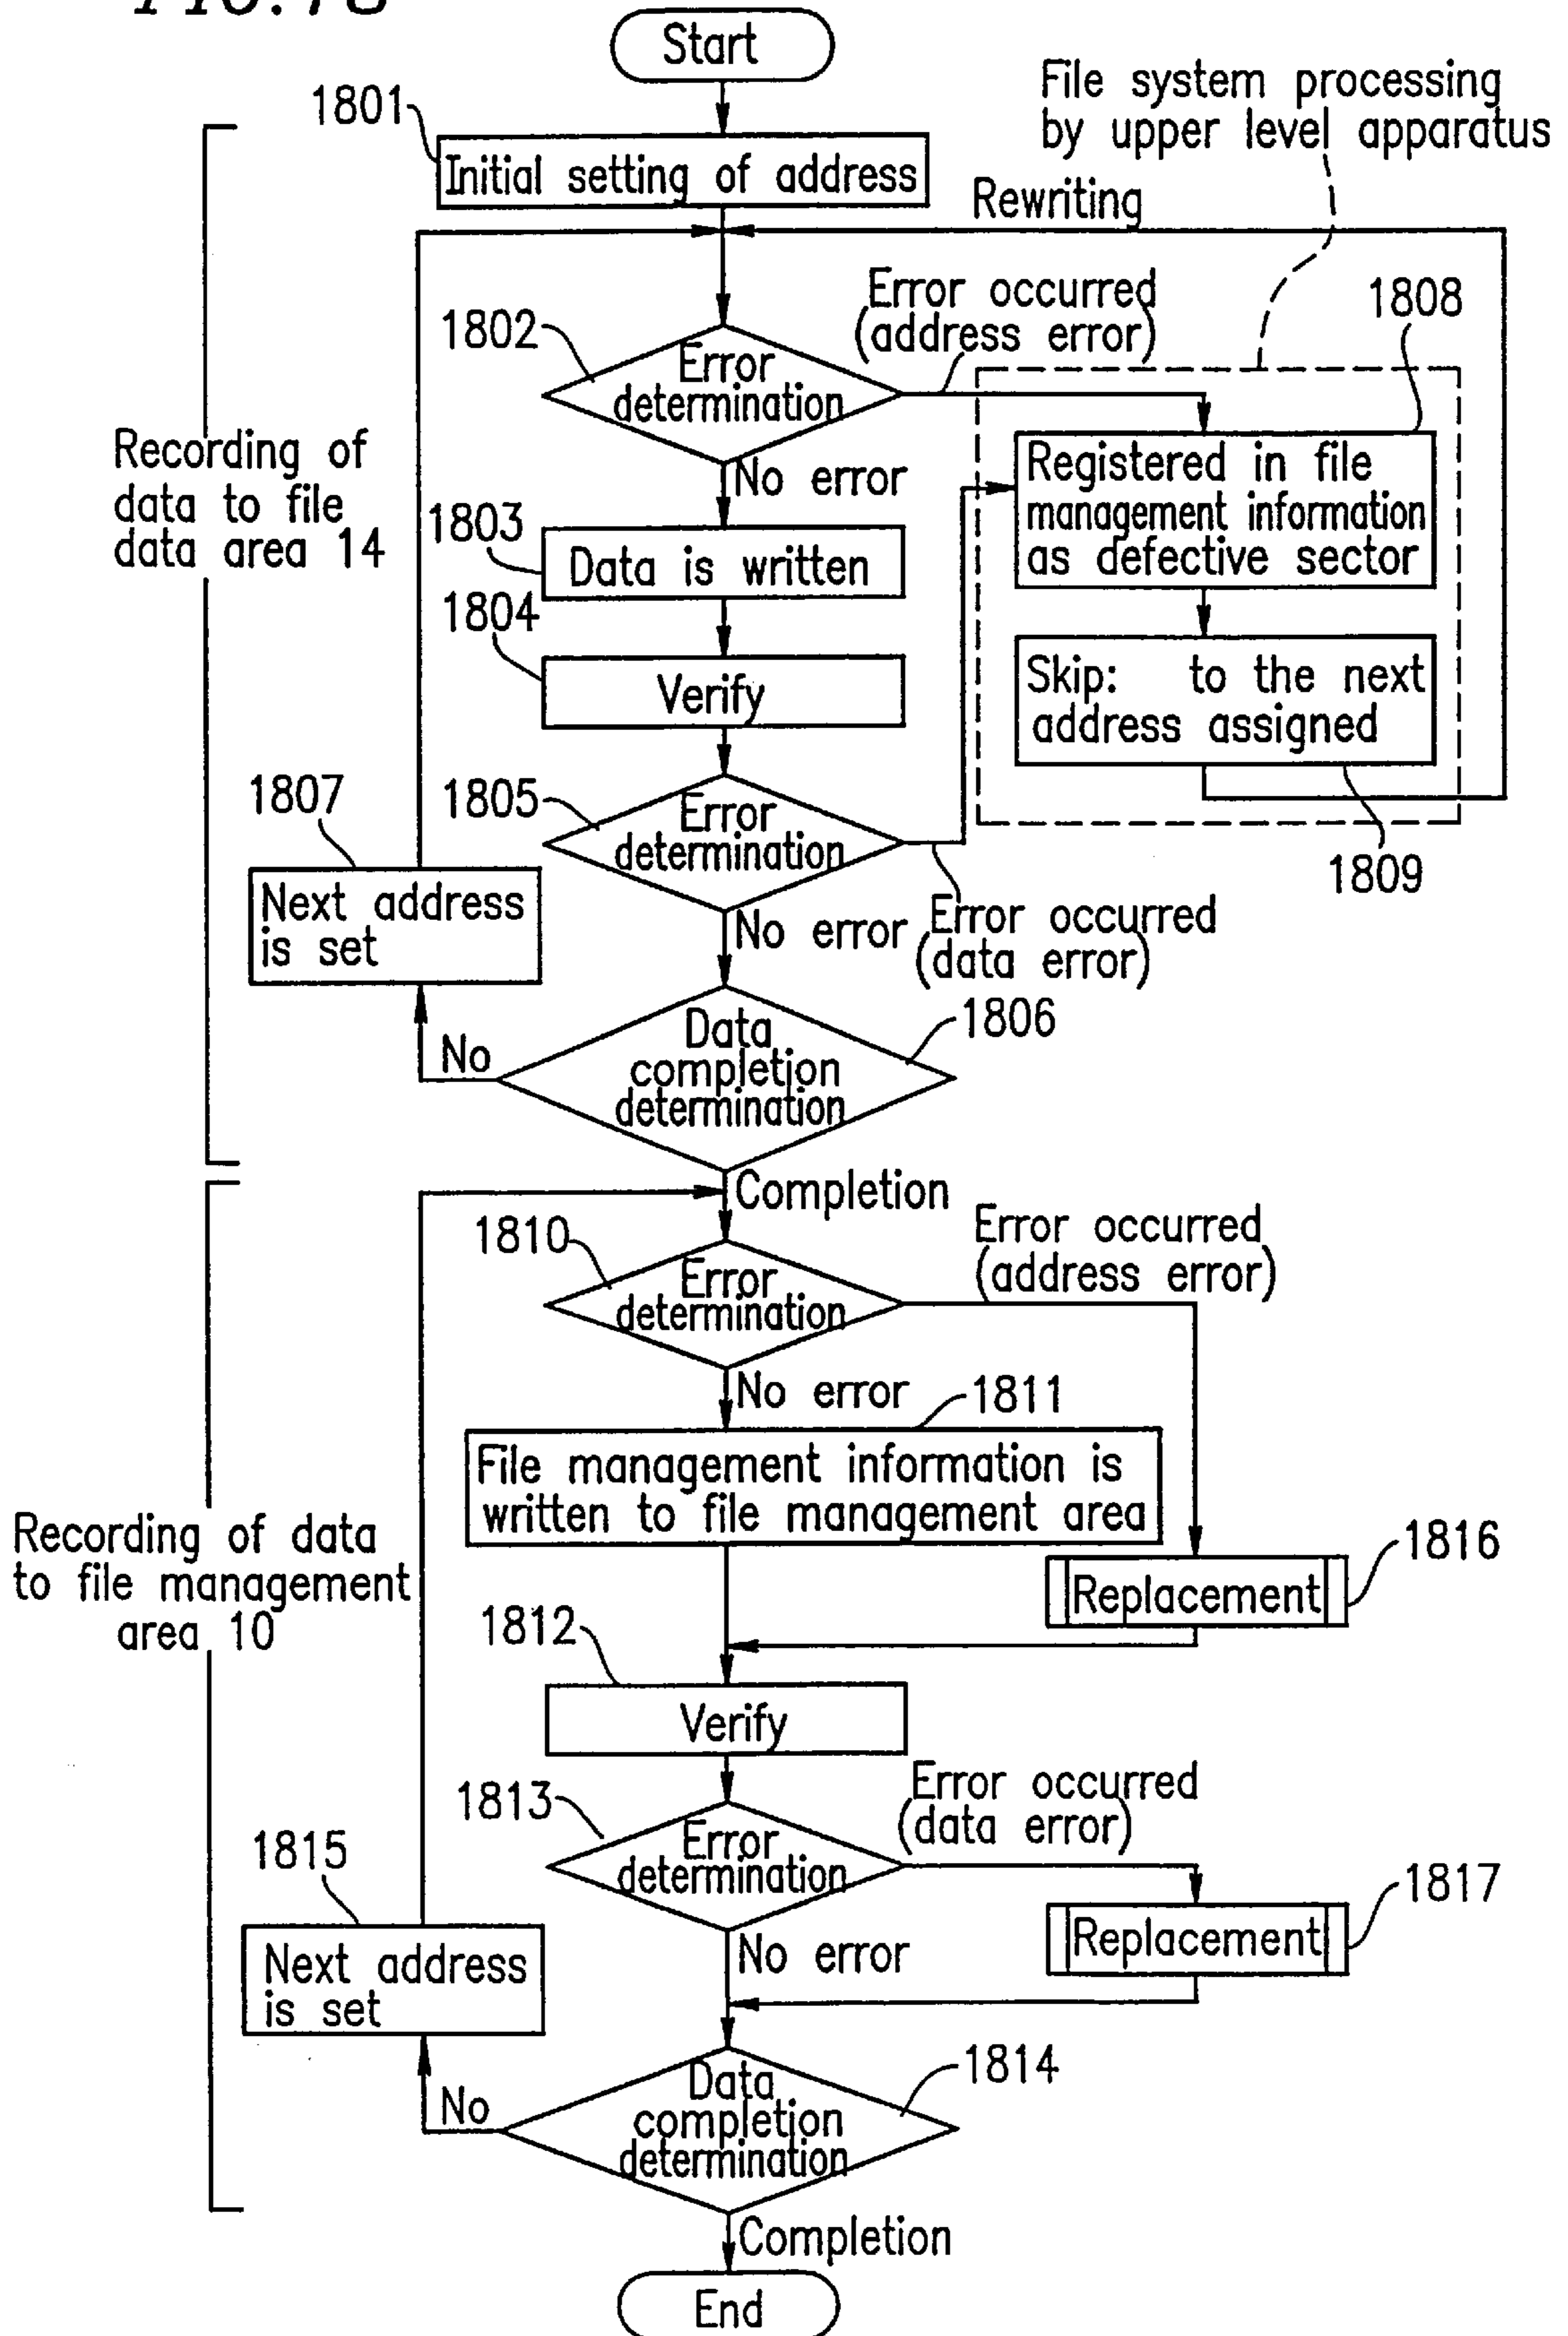 Start
File system processing
by upper level apparatus
1801
Initial setting of address
Rewriting
Error occurred
(address error)
1808
1802
Error
determination
Recording of
data to file
data area 14
No error
Registered in file
management information
as defective sector
1803
Data is written
1804
Verify
Skip: to the next
address assigned
1807
1805
Error
determination
1809
Next address
is set
No error
Error occurred
(data error)
1806
Data
completion
determination
No
Completion
1810
Error
determination
Error occurred
(address error)
No error
1811
File management information is
written to file management area
Recording of data
to file management
area 10
1816
Replacement
1812
Verify
1813
Error
determination
Error occurred
(data error)
1815
1817
Replacement
Next address
is set
No error
1814
Data
completion
determination
No
Completion
End